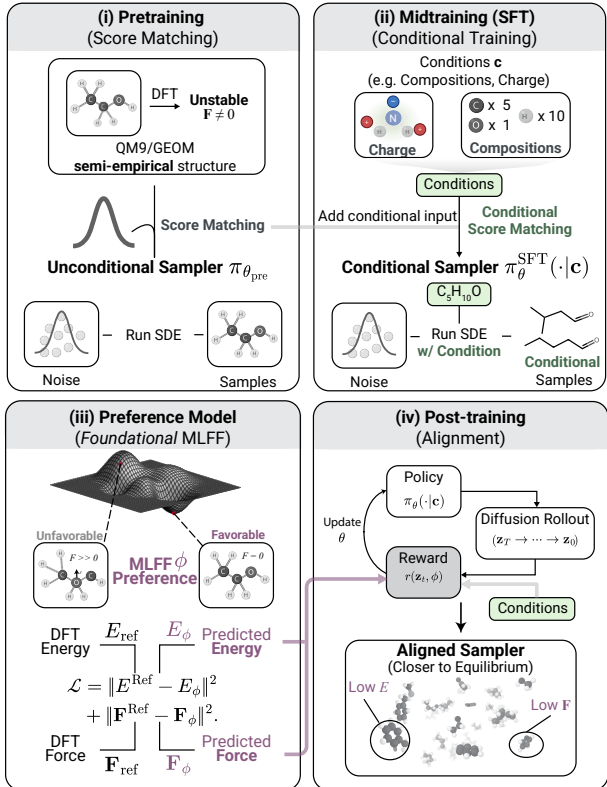 (i) Pretraining
(Score Matching)
H
H
H
C
C
O
H
H
H
DFT
Unstable
F ≠ 0
QM9/GEOM
semi-empirical structure
Score Matching
Unconditional Sampler π_θ_pre
Run SDE
Noise
Samples
(ii) Midtraining (SFT)
(Conditional Training)
Conditions c
(e.g. Compositions, Charge)
−
N
+
+
H
H
Charge
C x 5
O x 1
H x 10
Compositions
Conditions
Add conditional input
Conditional
Score Matching
Conditional Sampler π_θ^SFT(·|c)
C₅H₁₀O
Run SDE
w/ Condition
Noise
Conditional
Samples
O
O
(iii) Preference Model
(Foundational MLFF)
Unfavorable
F >> 0
Favorable
F = 0
MLFF ϕ
Preference
DFT
Energy
E_ref
E_ϕ
Predicted
Energy
ℒ = ‖E^Ref − E_ϕ‖²
+ ‖F^Ref − F_ϕ‖².
DFT
Force
F_ref
F_ϕ
Predicted
Force
(iv) Post-training
(Alignment)
Policy
π_θ(·|c)
Update
θ
Diffusion Rollout
(z_T → ··· → z_0)
Reward
r(z_t, ϕ)
Conditions
Aligned Sampler
(Closer to Equilibrium)
Low E
Low F